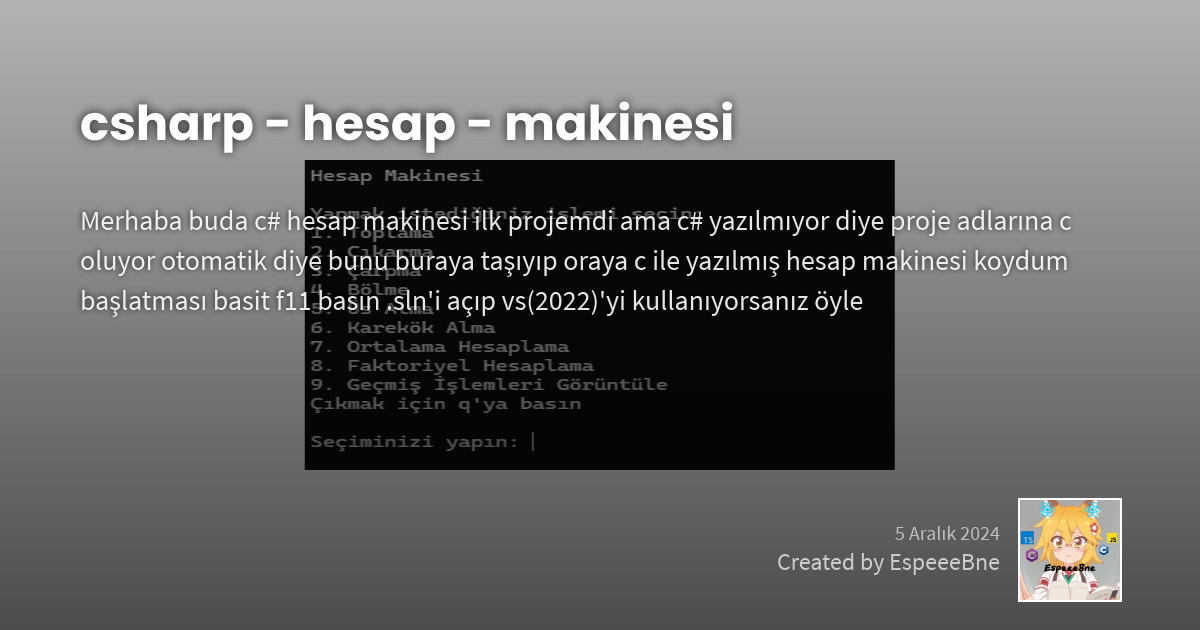 csharp - hesap - makinesi
Hesap Makinesi
Yapmak istediğiniz işlemi seçin
1. Toplama
2. Çıkarma
3. Çarpma
4. Bölme
5. Üs Alma
6. Karekök Alma
7. Ortalama Hesaplama
8. Faktoriyel Hesaplama
9. Geçmiş İşlemleri Görüntüle
Çıkmak için q'ya basın
Seçiminizi yapın:
Merhaba buda c# hesap makinesi ilk projemdi ama c# yazılmıyor diye proje adlarına c
oluyor otomatik diye bunu buraya taşıyıp oraya c ile yazılmış hesap makinesi koydum
başlatması basit f11 basın .sln'i açıp vs(2022)'yi kullanıyorsanız öyle
5 Aralık 2024
Created by EspeeeBne
TS
JS
EspeeeBne